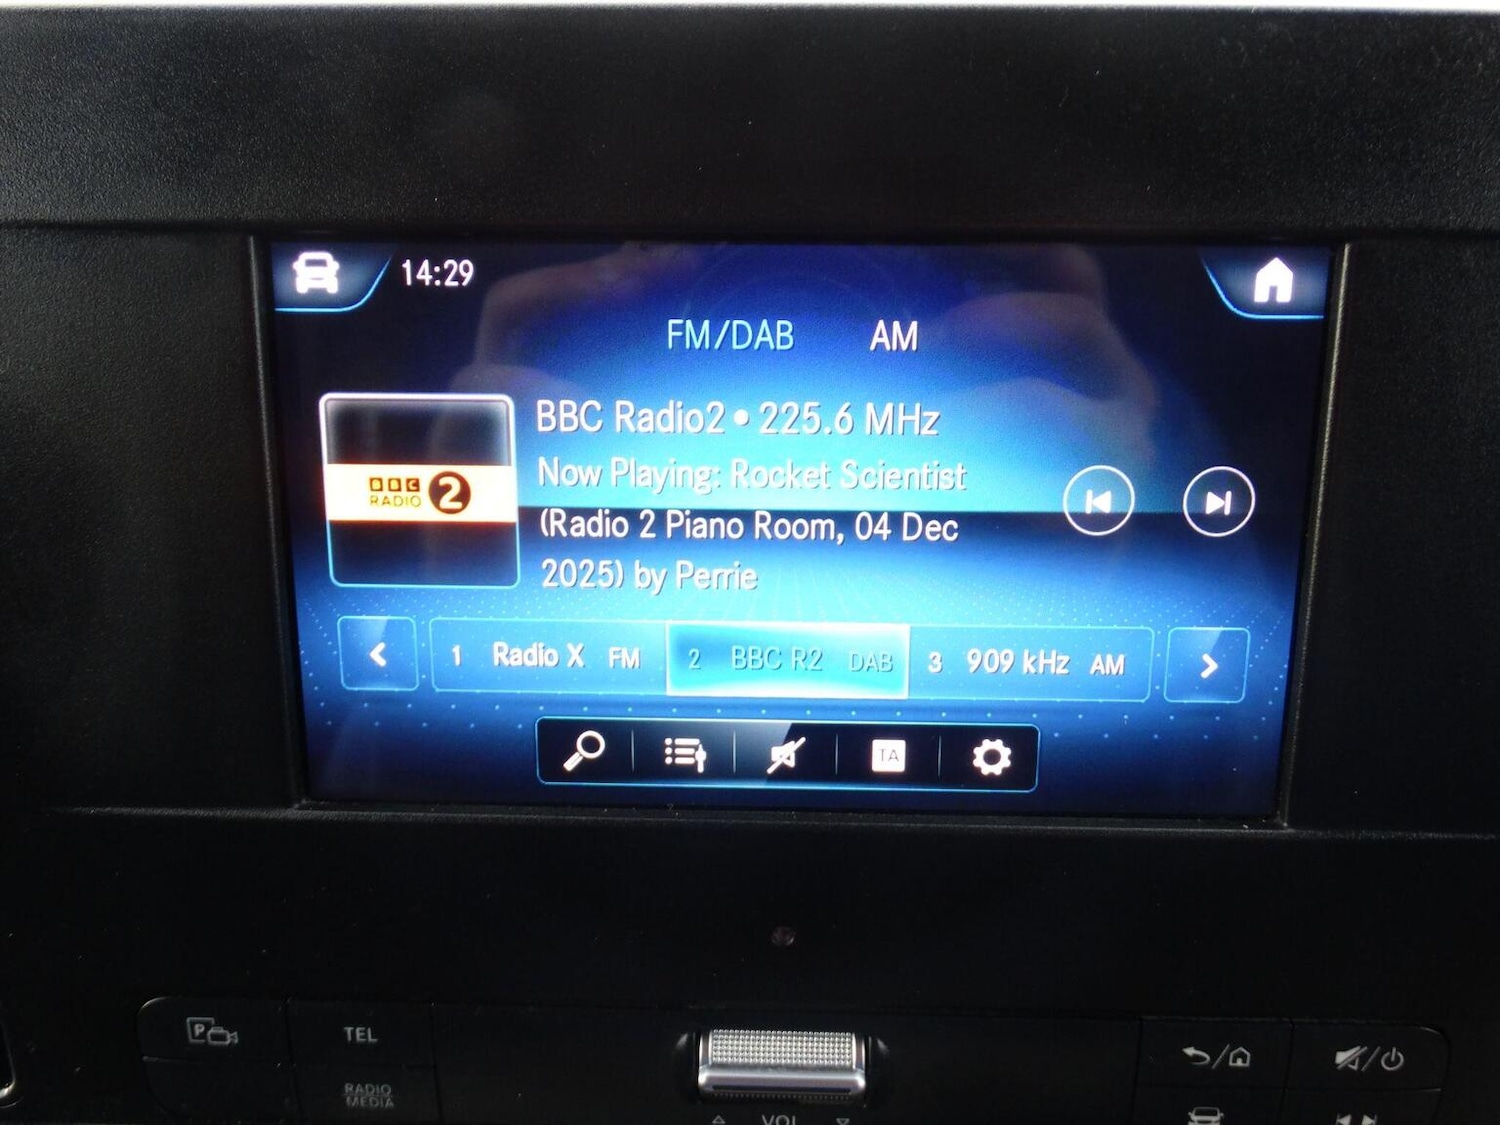 14:29
FM/DAB AM
BBC Radio2 • 225.6 MHz
Now Playing: Rocket Scientist
(Radio 2 Piano Room, 04 Dec
2025) by Perrie
BBC
RADIO 2
1 Radio X FM 2 BBC R2 DAB 3 909 kHz AM
TA
P
TEL
RADIO
MEDIA
VOL